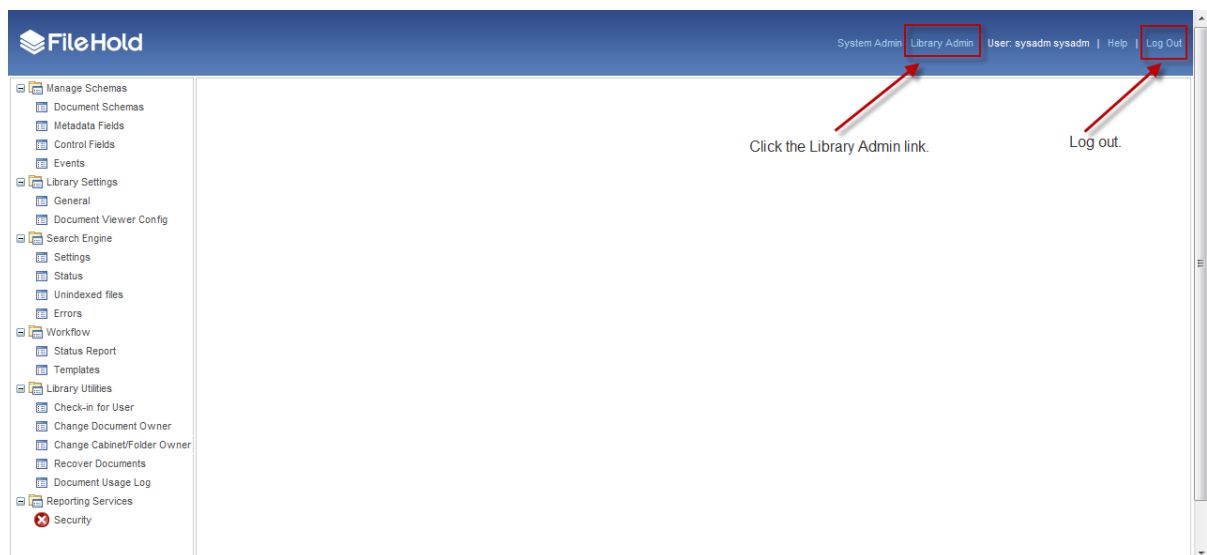 FileHold
System Admin Library Admin User: sysadm sysadm | Help | Log Out
Manage Schemas
Document Schemas
Metadata Fields
Control Fields
Events
Library Settings
General
Document Viewer Config
Search Engine
Settings
Status
Unindexed files
Errors
Workflow
Status Report
Templates
Library Utilities
Check-in for User
Change Document Owner
Change Cabinet/Folder Owner
Recover Documents
Document Usage Log
Reporting Services
Security
Click the Library Admin link.
Log out.